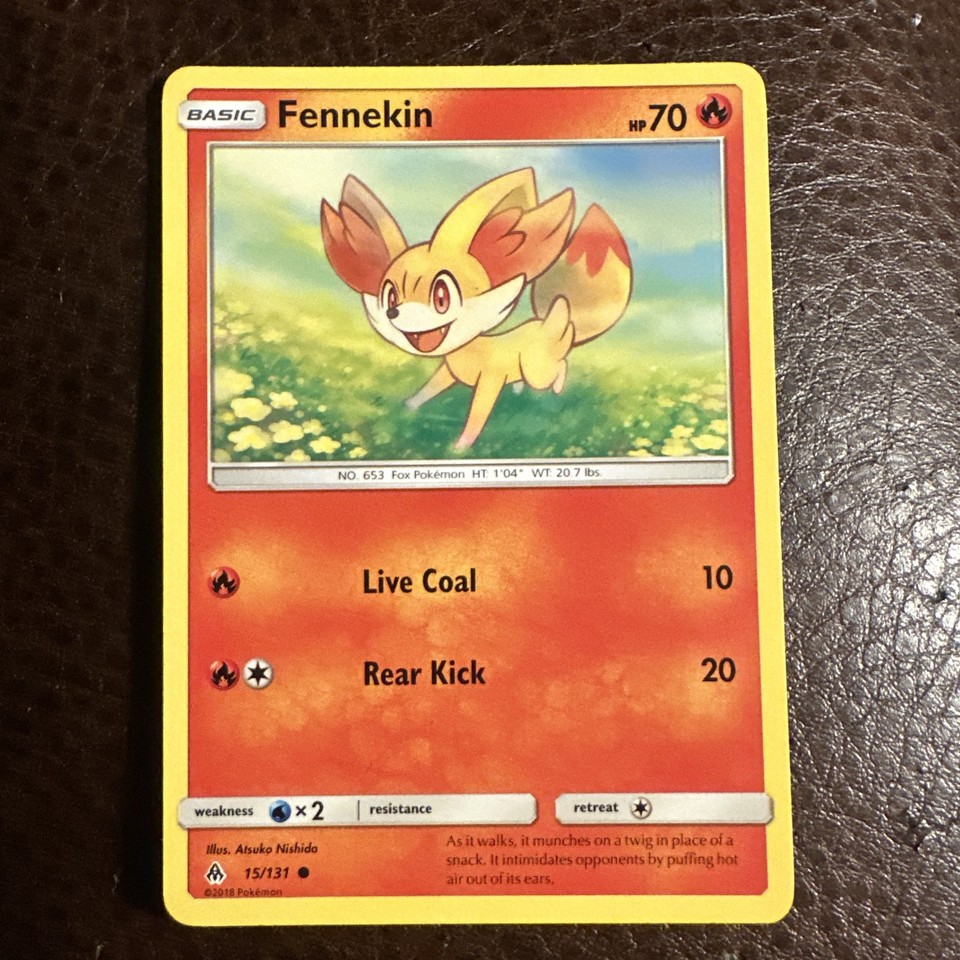 BASIC Fennekin HP 70
NO. 653 Fox Pokémon HT: 1'04" WT: 20.7 lbs.
Live Coal 10
Rear Kick 20
weakness ×2 resistance retreat
Illus. Atsuko Nishida
15/131
©2018 Pokémon
As it walks, it munches on a twig in place of a
snack. It intimidates opponents by puffing hot
air out of its ears.